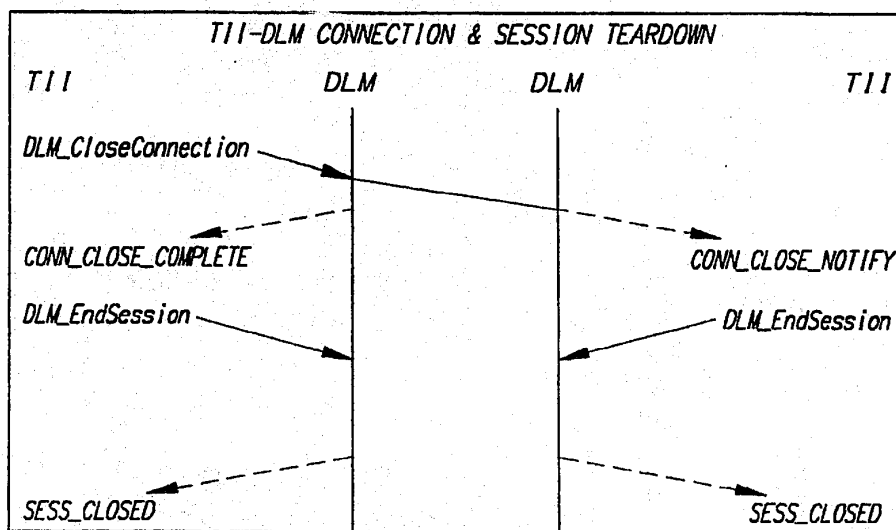 TII-DLM CONNECTION & SESSION TEARDOWN
TII DLM DLM TII
DLM_CloseConnection
CONN_CLOSE_COMPLETE CONN_CLOSE_NOTIFY
DLM_EndSession DLM_EndSession
SESS_CLOSED SESS_CLOSED